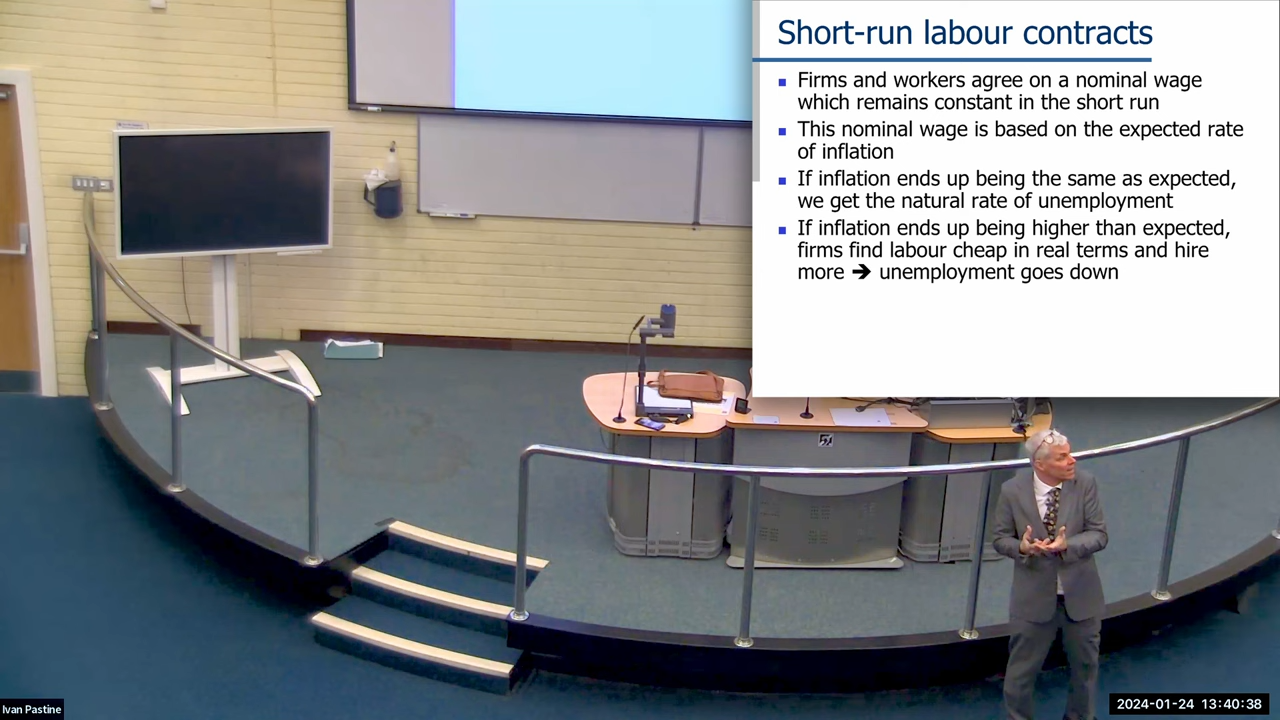 Short-run labour contracts
Firms and workers agree on a nominal wage
which remains constant in the short run
This nominal wage is based on the expected rate
of inflation
If inflation ends up being the same as expected,
we get the natural rate of unemployment
If inflation ends up being higher than expected,
firms find labour cheap in real terms and hire
more ➔ unemployment goes down
Ivan Pastine
2024-01-24 13:40:38